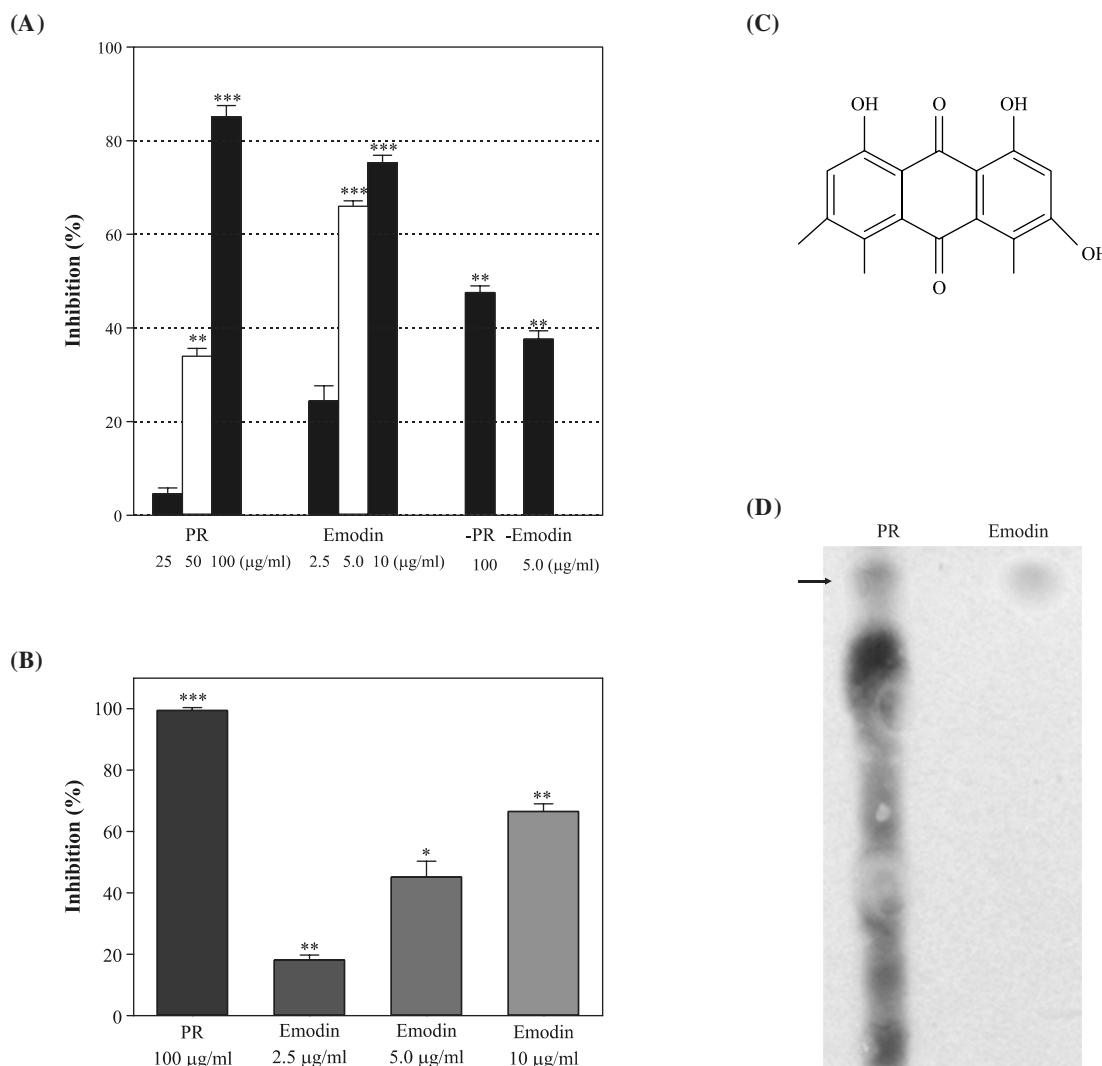 (A)
100
80
60
40
20
0
Inhibition (%)
***
**
***
***
**
**
PR
Emodin
-PR -Emodin
25 50 100 (μg/ml)
2.5 5.0 10 (μg/ml)
100 5.0 (μg/ml)
(B)
100
80
60
40
20
0
Inhibition (%)
***
**
*
**
PR Emodin Emodin Emodin
100 μg/ml 2.5 μg/ml 5.0 μg/ml 10 μg/ml
(C)
OH O OH
OH
O
(D)
PR Emodin